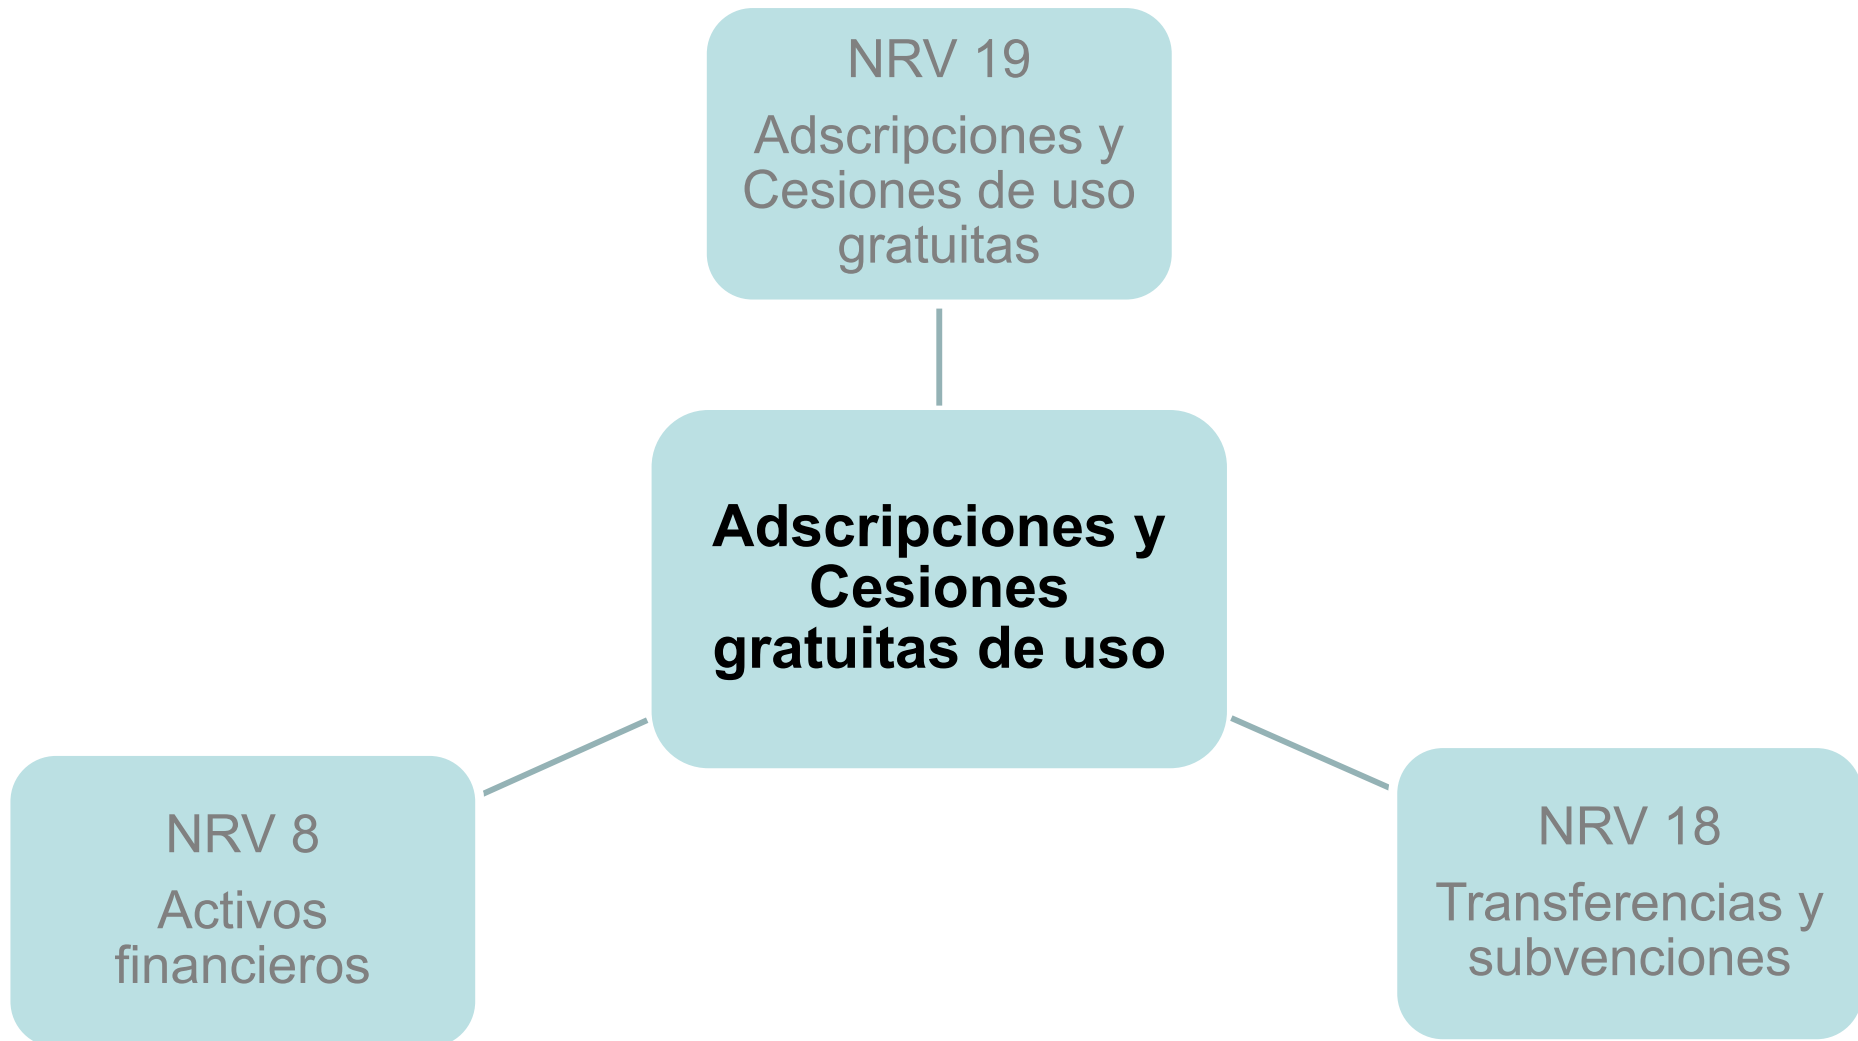 NRV 19
Adscripciones y
Cesiones de uso
gratuitas
Adscripciones y
Cesiones
gratuitas de uso
NRV 8
Activos
financieros
NRV 18
Transferencias y
subvenciones